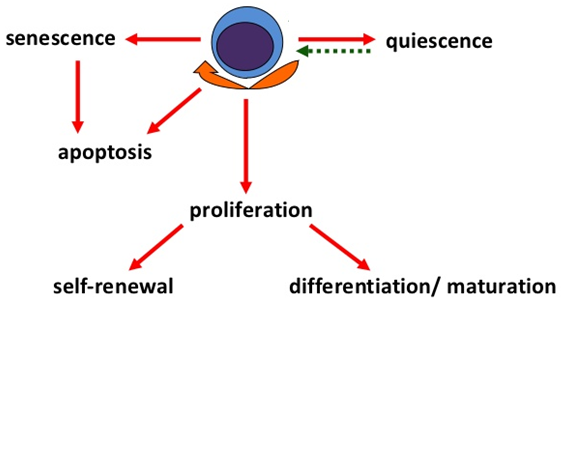 senescence
quiescence
apoptosis
proliferation
self-renewal
differentiation/ maturation